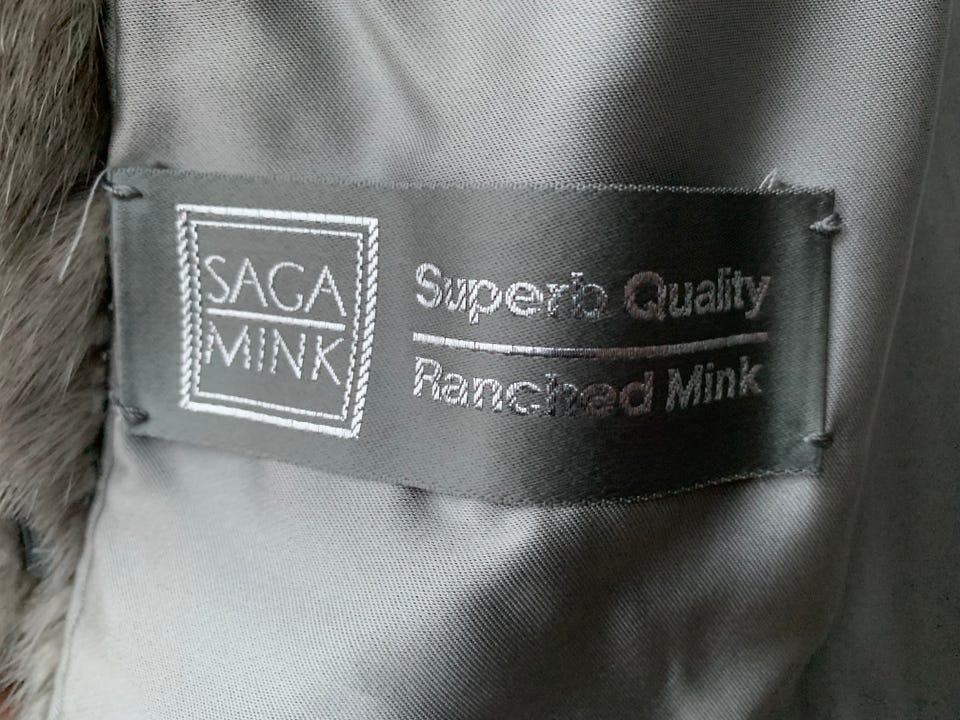 SAGA
MINK
Superb Quality
Ranched Mink